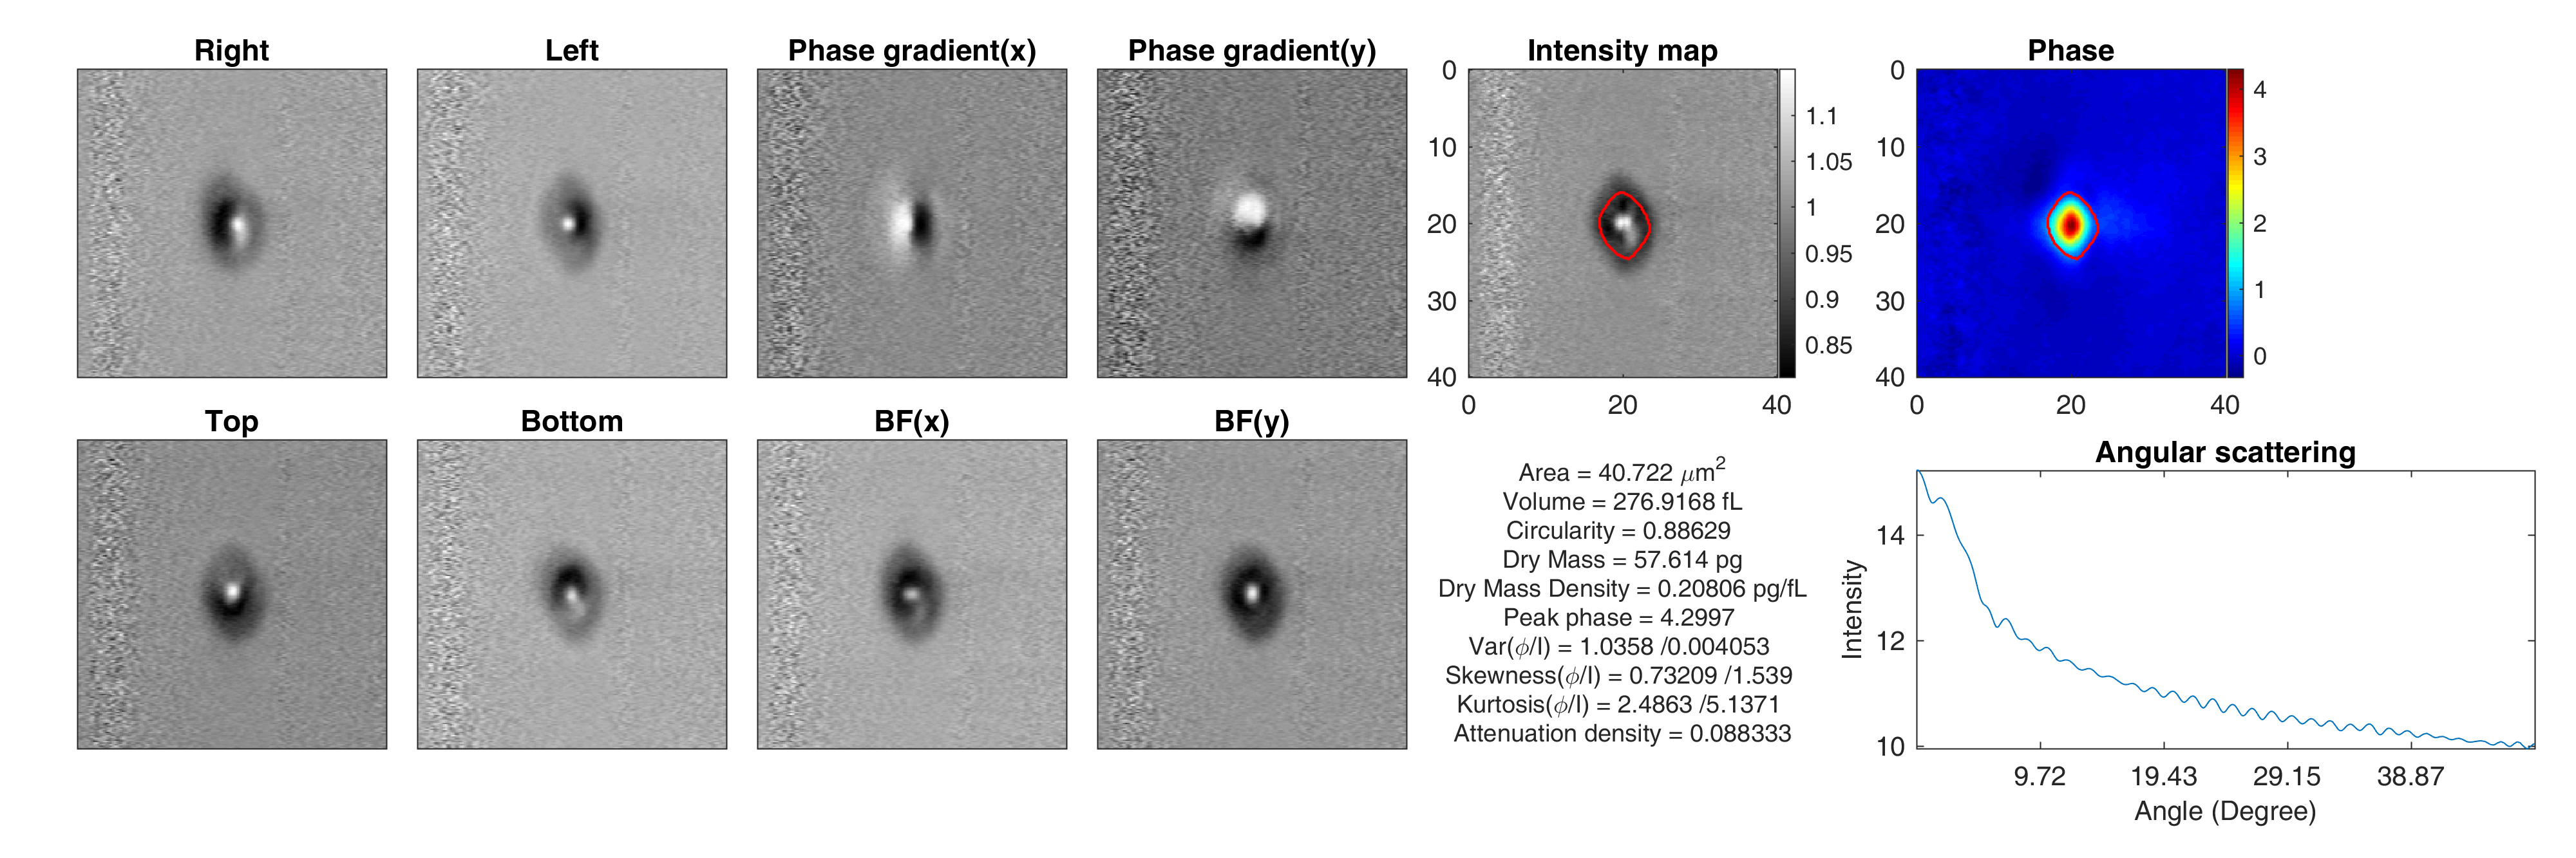 Right
Left
Phase gradient(x)
Phase gradient(y)
Intensity map
Phase
0
10
20
30
40
0
20
40
1.1
1.05
1
0.95
0.9
0.85
0
10
20
30
40
0
20
40
4
3
2
1
0
Top
Bottom
BF(x)
BF(y)
Area = 40.722 μm²
Volume = 276.9168 fL
Circularity = 0.88629
Dry Mass = 57.614 pg
Dry Mass Density = 0.20806 pg/fL
Peak phase = 4.2997
Var(ϕ/I) = 1.0358 /0.004053
Skewness(ϕ/I) = 0.73209 /1.539
Kurtosis(ϕ/I) = 2.4863 /5.1371
Attenuation density = 0.088333
Angular scattering
Intensity
14
12
10
9.72
19.43
29.15
38.87
Angle (Degree)